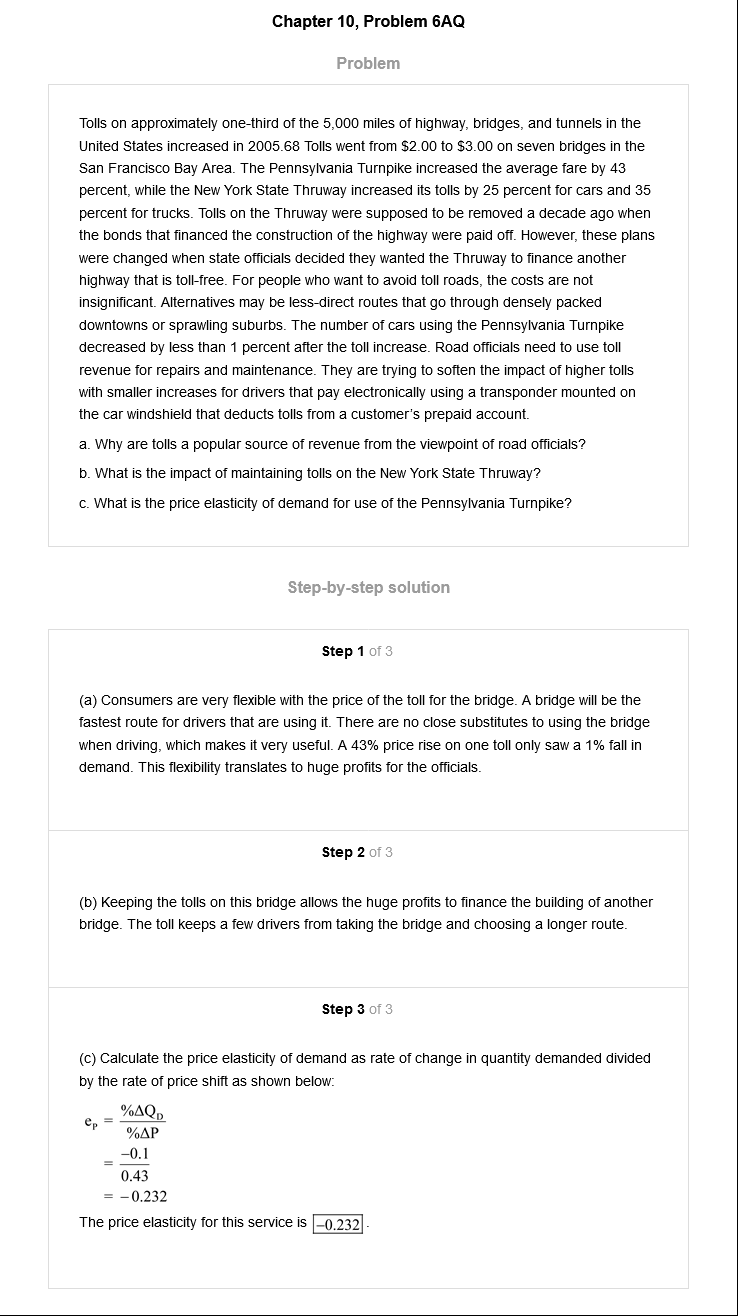 Chapter 10, Problem 6AQ
Problem
Tolls on approximately one-third of the 5,000 miles of highway, bridges, and tunnels in the
United States increased in 2005.68 Tolls went from $2.00 to $3.00 on seven bridges in the
San Francisco Bay Area. The Pennsylvania Turnpike increased the average fare by 43
percent, while the New York State Thruway increased its tolls by 25 percent for cars and 35
percent for trucks. Tolls on the Thruway were supposed to be removed a decade ago when
the bonds that financed the construction of the highway were paid off. However, these plans
were changed when state officials decided they wanted the Thruway to finance another
highway that is toll-free. For people who want to avoid toll roads, the costs are not
insignificant. Alternatives may be less-direct routes that go through densely packed
downtowns or sprawling suburbs. The number of cars using the Pennsylvania Turnpike
decreased by less than 1 percent after the toll increase. Road officials need to use toll
revenue for repairs and maintenance. They are trying to soften the impact of higher tolls
with smaller increases for drivers that pay electronically using a transponder mounted on
the car windshield that deducts tolls from a customer's prepaid account.
a. Why are tolls a popular source of revenue from the viewpoint of road officials?
b. What is the impact of maintaining tolls on the New York State Thruway?
c. What is the price elasticity of demand for use of the Pennsylvania Turnpike?
Step-by-step solution
Step 1 of 3
(a) Consumers are very flexible with the price of the toll for the bridge. A bridge will be the
fastest route for drivers that are using it. There are no close substitutes to using the bridge
when driving, which makes it very useful. A 43% price rise on one toll only saw a 1% fall in
demand. This flexibility translates to huge profits for the officials.
Step 2 of 3
(b) Keeping the tolls on this bridge allows the huge profits to finance the building of another
bridge. The toll keeps a few drivers from taking the bridge and choosing a longer route.
Step 3 of 3
(c) Calculate the price elasticity of demand as rate of change in quantity demanded divided
by the rate of price shift as shown below:
e_P = %ΔQ_D / %ΔP
= −0.1 / 0.43
= −0.232
The price elasticity for this service is −0.232.